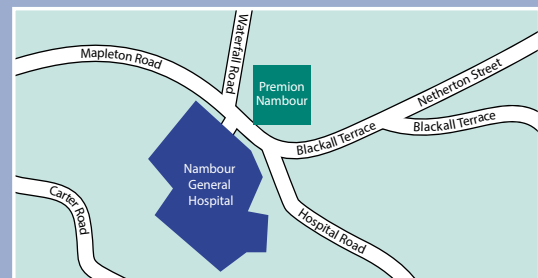 Mapleton Road
Waterfall Road
Premion
Nambour
Netherton Street
Blackall Terrace
Blackall Terrace
Nambour
General
Hospital
Carter Road
Hospital Road